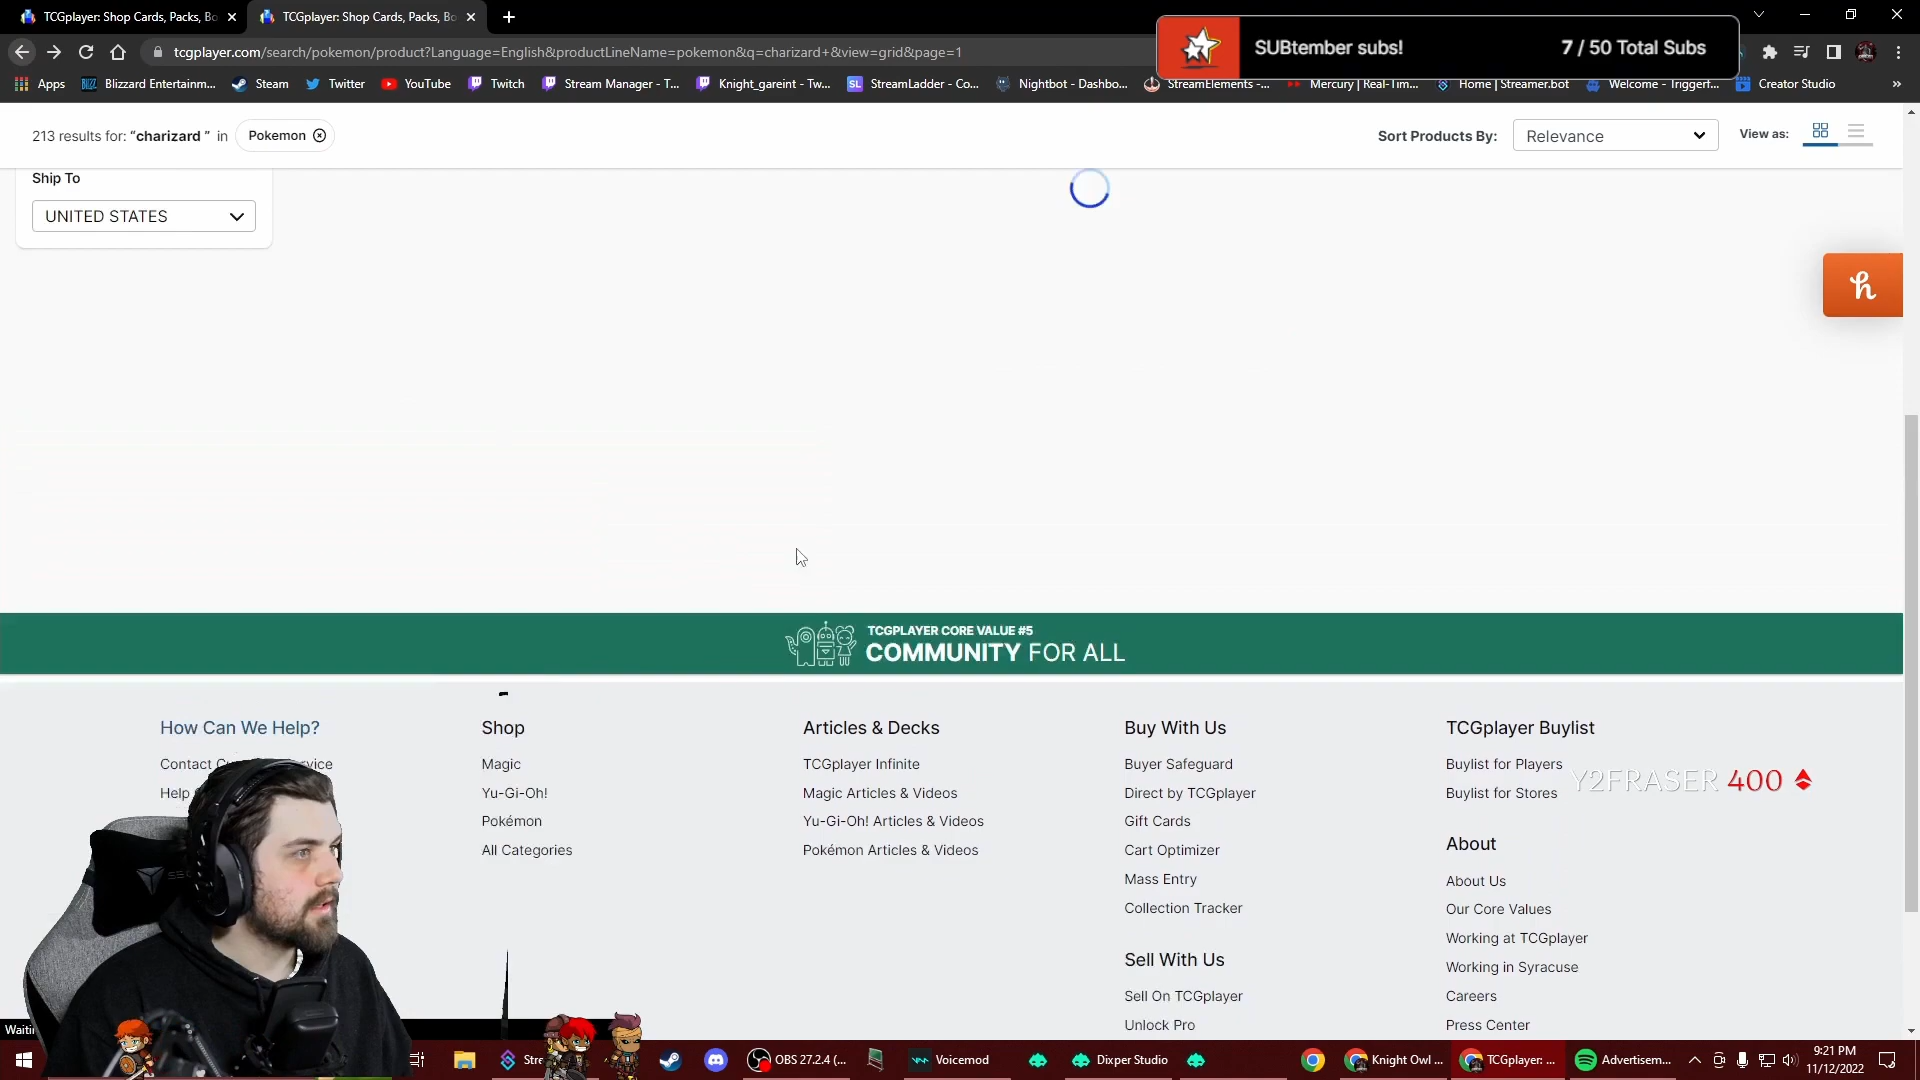 TCGplayer: Shop Cards, Packs, Bo
TCGplayer: Shop Cards, Packs, Bo
tcgplayer.com/search/pokemon/product?Language=English&productLineName=pokemon&q=charizard+&view=grid&page=1
SUBtember subs!
7 / 50 Total Subs
Apps
Blizzard Entertainm...
Steam
Twitter
YouTube
Twitch
Stream Manager - T...
Knight_gareint - Tw...
StreamLadder - Co...
Nightbot - Dashbo...
StreamElements -...
Mercury | Real-Tim...
Home | Streamer.bot
Welcome - Triggerf...
Creator Studio
213 results for: “charizard ” in
Pokemon
Sort Products By:
Relevance
View as:
Ship To
UNITED STATES
TCGPLAYER CORE VALUE #5
COMMUNITY FOR ALL
How Can We Help?
Contact
Help
Shop
Magic
Yu-Gi-Oh!
Pokémon
All Categories
Articles & Decks
TCGplayer Infinite
Magic Articles & Videos
Yu-Gi-Oh! Articles & Videos
Pokémon Articles & Videos
Buy With Us
Buyer Safeguard
Direct by TCGplayer
Gift Cards
Cart Optimizer
Mass Entry
Collection Tracker
Sell With Us
Sell On TCGplayer
Unlock Pro
TCGplayer Buylist
Buylist for Players
Buylist for Stores
Y2FRASER 400
About
About Us
Our Core Values
Working at TCGplayer
Working in Syracuse
Careers
Press Center
OBS 27.2.4 (...
Voicemod
Dixper Studio
Knight Owl ...
TCGplayer: ...
Advertisem...
9:21 PM
11/12/2022